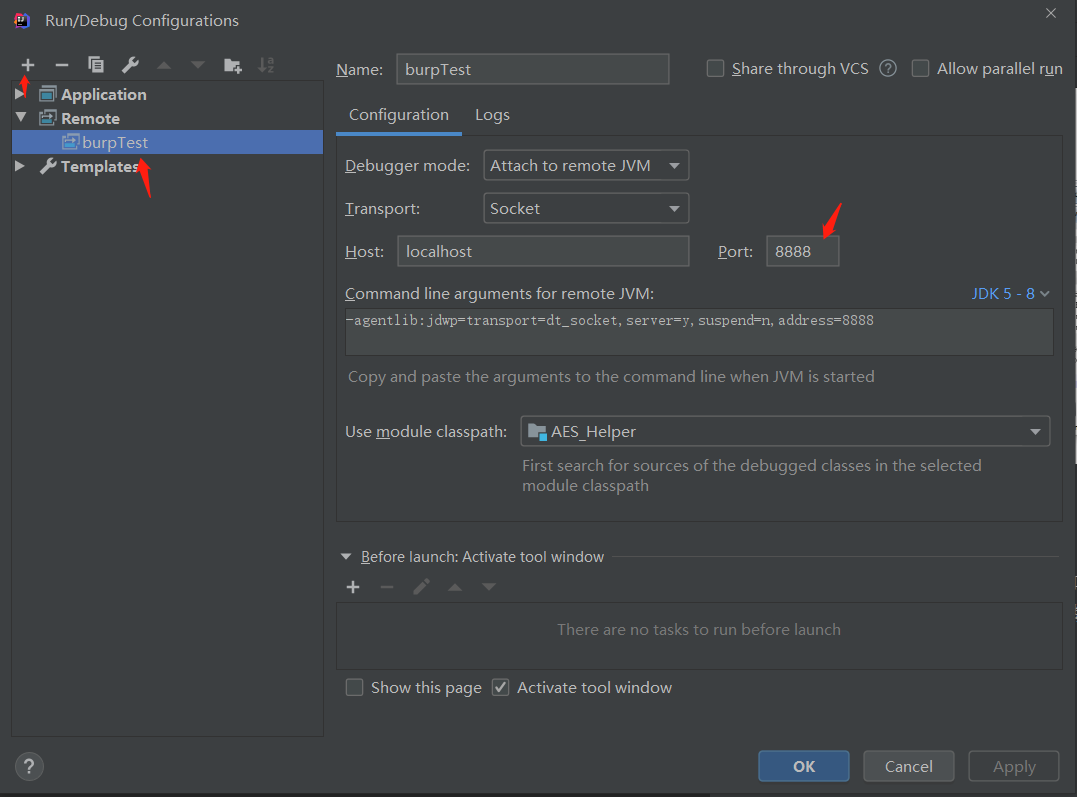 Run/Debug Configurations
Name: burpTest Share through VCS ? Allow parallel run
Application
Remote
burpTest
Templates
Configuration Logs
Debugger mode: Attach to remote JVM
Transport: Socket
Host: localhost Port: 8888
Command line arguments for remote JVM: JDK 5 - 8
-agentlib:jdwp=transport=dt_socket,server=y,suspend=n,address=8888
Copy and paste the arguments to the command line when JVM is started
Use module classpath: AES_Helper
First search for sources of the debugged classes in the selected
module classpath
Before launch: Activate tool window
There are no tasks to run before launch
Show this page Activate tool window
? OK Cancel Apply